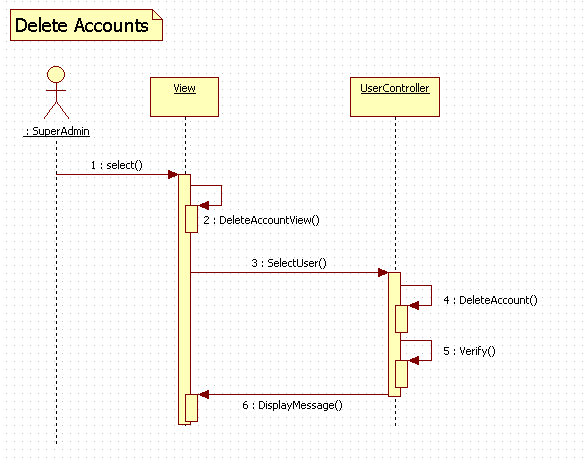 Delete Accounts
View
UserController
: SuperAdmin
1 : select()
2 : DeleteAccountView()
3 : SelectUser()
4 : DeleteAccount()
5 : Verify()
6 : DisplayMessage()